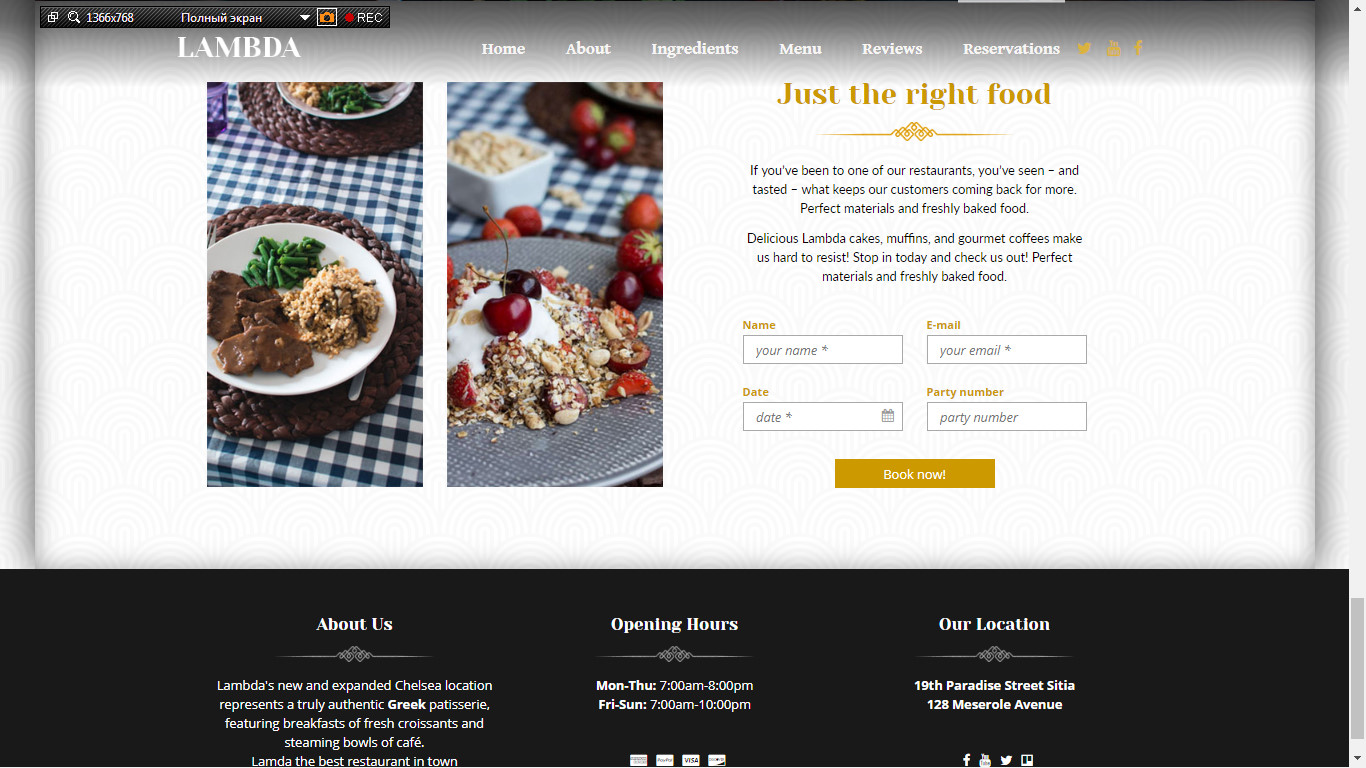 1366x768 Полный экран REC
LAMBDA
Home About Ingredients Menu Reviews Reservations
Just the right food
If you've been to one of our restaurants, you've seen – and
tasted – what keeps our customers coming back for more.
Perfect materials and freshly baked food.
Delicious Lambda cakes, muffins, and gourmet coffees make
us hard to resist! Stop in today and check us out! Perfect
materials and freshly baked food.
Name E-mail
your name * your email *
Date Party number
date * party number
Book now!
About Us
Lambda's new and expanded Chelsea location
represents a truly authentic Greek patisserie,
featuring breakfasts of fresh croissants and
steaming bowls of café.
Lamda the best restaurant in town
Opening Hours
Mon-Thu: 7:00am-8:00pm
Fri-Sun: 7:00am-10:00pm
PayPal VISA
Our Location
19th Paradise Street Sitia
128 Meserole Avenue